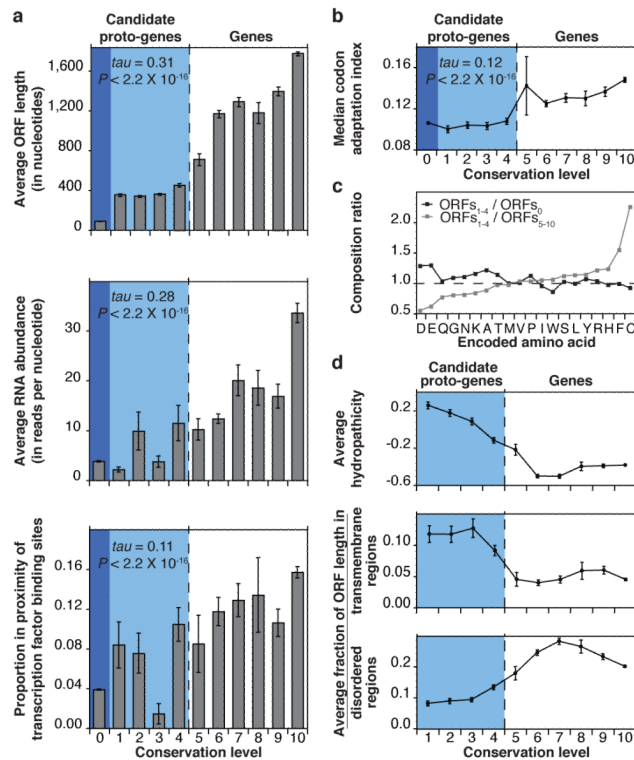 a
Candidate
proto-genes
Genes
Average ORF length
(in nucleotides)
1,600
1,200
800
400
0
tau = 0.31
P < 2.2 X 10-16
Average RNA abundance
(in reads per nucleotide)
30
20
10
0
tau = 0.28
P < 2.2 X 10-16
Proportion in proximity of
transcription factor binding sites
0.16
0.12
0.08
0.04
0.00
tau = 0.11
P < 2.2 X 10-16
0 1 2 3 4 5 6 7 8 9 10
Conservation level
b
Candidate
proto-genes
Genes
Median codon
adaptation index
0.16
0.12
0.08
tau = 0.12
P < 2.2 X 10-16
0 1 2 3 4 5 6 7 8 9 10
Conservation level
c
Composition ratio
2.0
1.5
1.0
0.5
ORFs1-4 / ORFs0
ORFs1-4 / ORFs5-10
D E Q G N K A T M V P I W S L Y R H F C
Encoded amino acid
d
Candidate
proto-genes
Genes
Average
hydropathicity
0.2
-0.2
-0.6
Average fraction of ORF length in
transmembrane
regions
0.10
0.05
0.00
disordered
regions
0.2
0.1
0.0
1 2 3 4 5 6 7 8 9 10
Conservation level